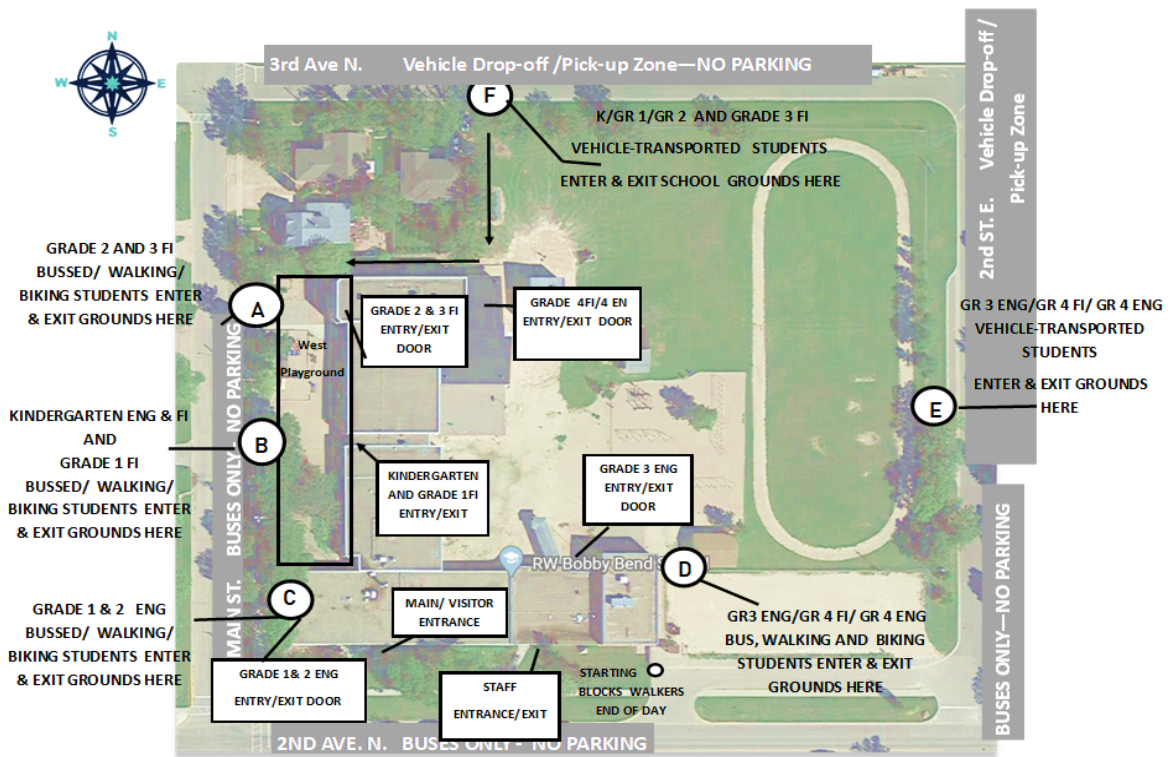 N
W E
S
3rd Ave N. Vehicle Drop-off /Pick-up Zone—NO PARKING
2nd ST. E. Vehicle Drop-off /
Pick-up Zone
F
K/GR 1/GR 2 AND GRADE 3 FI
VEHICLE-TRANSPORTED STUDENTS
ENTER & EXIT SCHOOL GROUNDS HERE
GRADE 2 AND 3 FI
BUSSED/ WALKING/
BIKING STUDENTS ENTER
& EXIT GROUNDS HERE
A
West
Playground
GRADE 2 & 3 FI
ENTRY/EXIT
DOOR
GRADE 4FI/4 EN
ENTRY/EXIT DOOR
GR 3 ENG/GR 4 FI/ GR 4 ENG
VEHICLE-TRANSPORTED
STUDENTS
ENTER & EXIT GROUNDS
HERE
E
KINDERGARTEN ENG & FI
AND
GRADE 1 FI
BUSSED/ WALKING/
BIKING STUDENTS ENTER
& EXIT GROUNDS HERE
B
KINDERGARTEN
AND GRADE 1FI
ENTRY/EXIT
GRADE 3 ENG
ENTRY/EXIT
DOOR
MAIN ST. BUSES ONLY - NO PARKING
BUSES ONLY—NO PARKING
RW Bobby Bend
D
GR3 ENG/GR 4 FI/ GR 4 ENG
BUS, WALKING AND BIKING
STUDENTS ENTER & EXIT
GROUNDS HERE
GRADE 1 & 2 ENG
BUSSED/ WALKING/
BIKING STUDENTS ENTER
& EXIT GROUNDS HERE
C
MAIN/ VISITOR
ENTRANCE
GRADE 1& 2 ENG
ENTRY/EXIT DOOR
STAFF
ENTRANCE/EXIT
STARTING
BLOCKS WALKERS
END OF DAY
2ND AVE. N. BUSES ONLY - NO PARKING